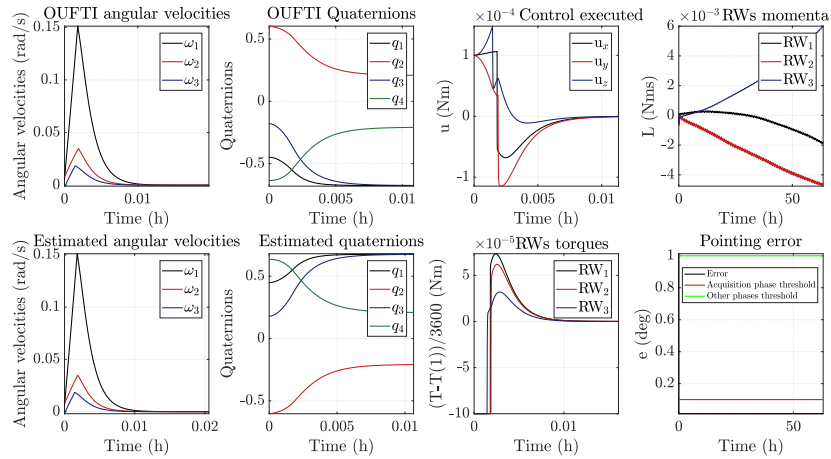 OUFTI angular velocities
Angular velocities (rad/s)
0.15
0.1
0.05
0
0
0.01
Time (h)
ω1
ω2
ω3
OUFTI Quaternions
Quaternions
0.5
0
-0.5
0
0.005
0.01
Time (h)
q1
q2
q3
q4
×10⁻⁴ Control executed
u (Nm)
1
0
-1
0
0.005
0.01
Time (h)
ux
uy
uz
×10⁻³ RWs momenta
L (Nms)
6
4
2
0
-2
-4
0
50
Time (h)
RW1
RW2
RW3
Estimated angular velocities
Angular velocities (rad/s)
0.15
0.1
0.05
0
0
0.01
0.02
Time (h)
ω1
ω2
ω3
Estimated quaternions
Quaternions
0.5
0
-0.5
0
0.005
0.01
Time (h)
q1
q2
q3
q4
×10⁻⁵ RWs torques
(T-T(1))/3600 (Nm)
5
0
-5
-10
0
0.01
Time (h)
RW1
RW2
RW3
Pointing error
e (deg)
1
0.8
0.6
0.4
0.2
0
50
Time (h)
Error
Acquisition phase threshold
Other phases threshold